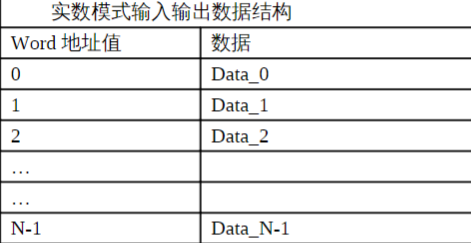 实数模式输入输出数据结构
Word 地址值 数据
0 Data_0
1 Data_1
2 Data_2
…
…
N-1 Data_N-1